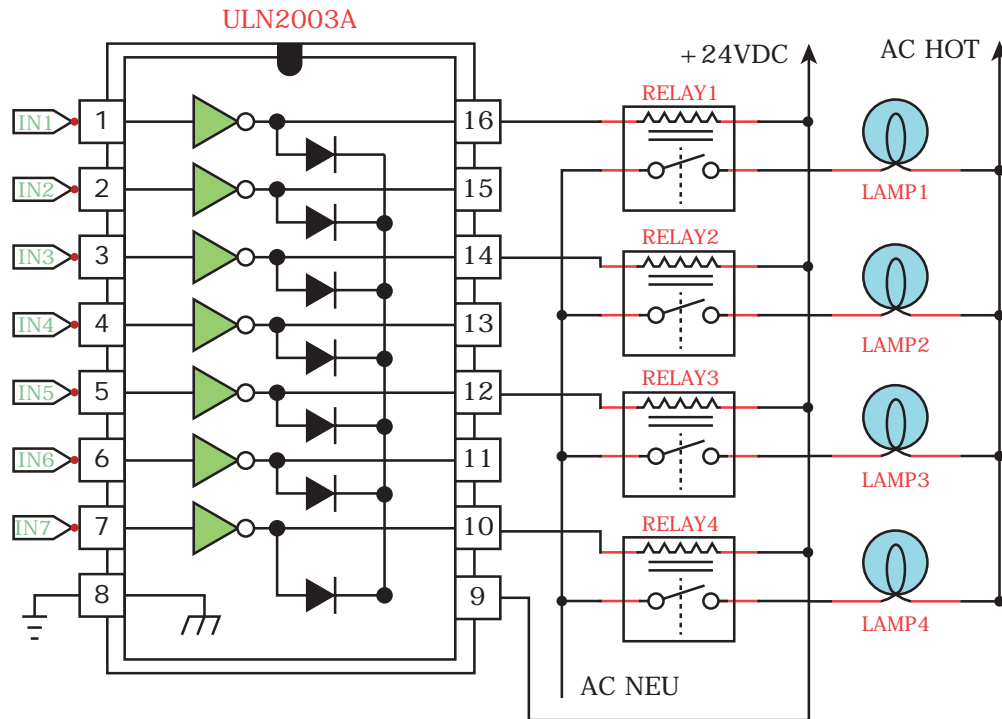 ULN2003A
+24VDC
AC HOT
IN1
1
16
RELAY1
LAMP1
IN2
2
15
IN3
3
14
RELAY2
LAMP2
IN4
4
13
IN5
5
12
RELAY3
LAMP3
IN6
6
11
IN7
7
10
RELAY4
LAMP4
8
9
AC NEU